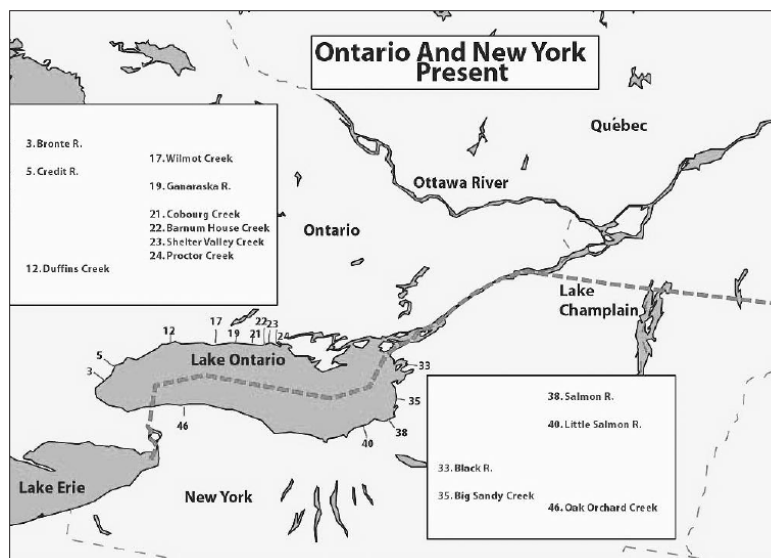 Ontario And New York
Present
Québec
Ottawa River
Ontario
3. Bronte R.
5. Credit R.
12. Duffins Creek
17. Wilmot Creek
19. Ganaraska R.
21. Cobourg Creek
22. Barnum House Creek
23. Shelter Valley Creek
24. Proctor Creek
Lake
Champlain
12
17
19
21
22
23
24
5
3
Lake Ontario
33
35
38
40
46
Lake Erie
New York
38. Salmon R.
40. Little Salmon R.
33. Black R.
35. Big Sandy Creek
46. Oak Orchard Creek